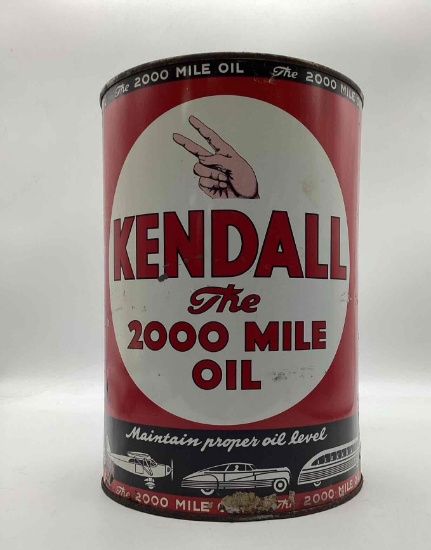 The 2000 MILE OIL The 2000 MILE
KENDALL
The
2000 MILE
OIL
Maintain proper oil level
The 2000 MILE The 2000 MILE